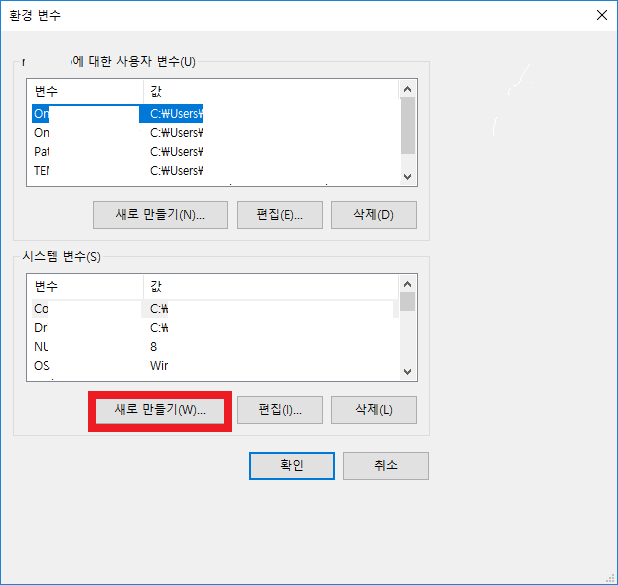 환경 변수
에 대한 사용자 변수(U)
변수 값
On C:\Users\
On C:\Users\
Pat C:\Users\
TEM C:\Users\
새로 만들기(N)... 편집(E)... 삭제(D)
시스템 변수(S)
변수 값
Co C:\
Dr C:\
NU 8
OS Win
새로 만들기(W)... 편집(I)... 삭제(L)
확인 취소